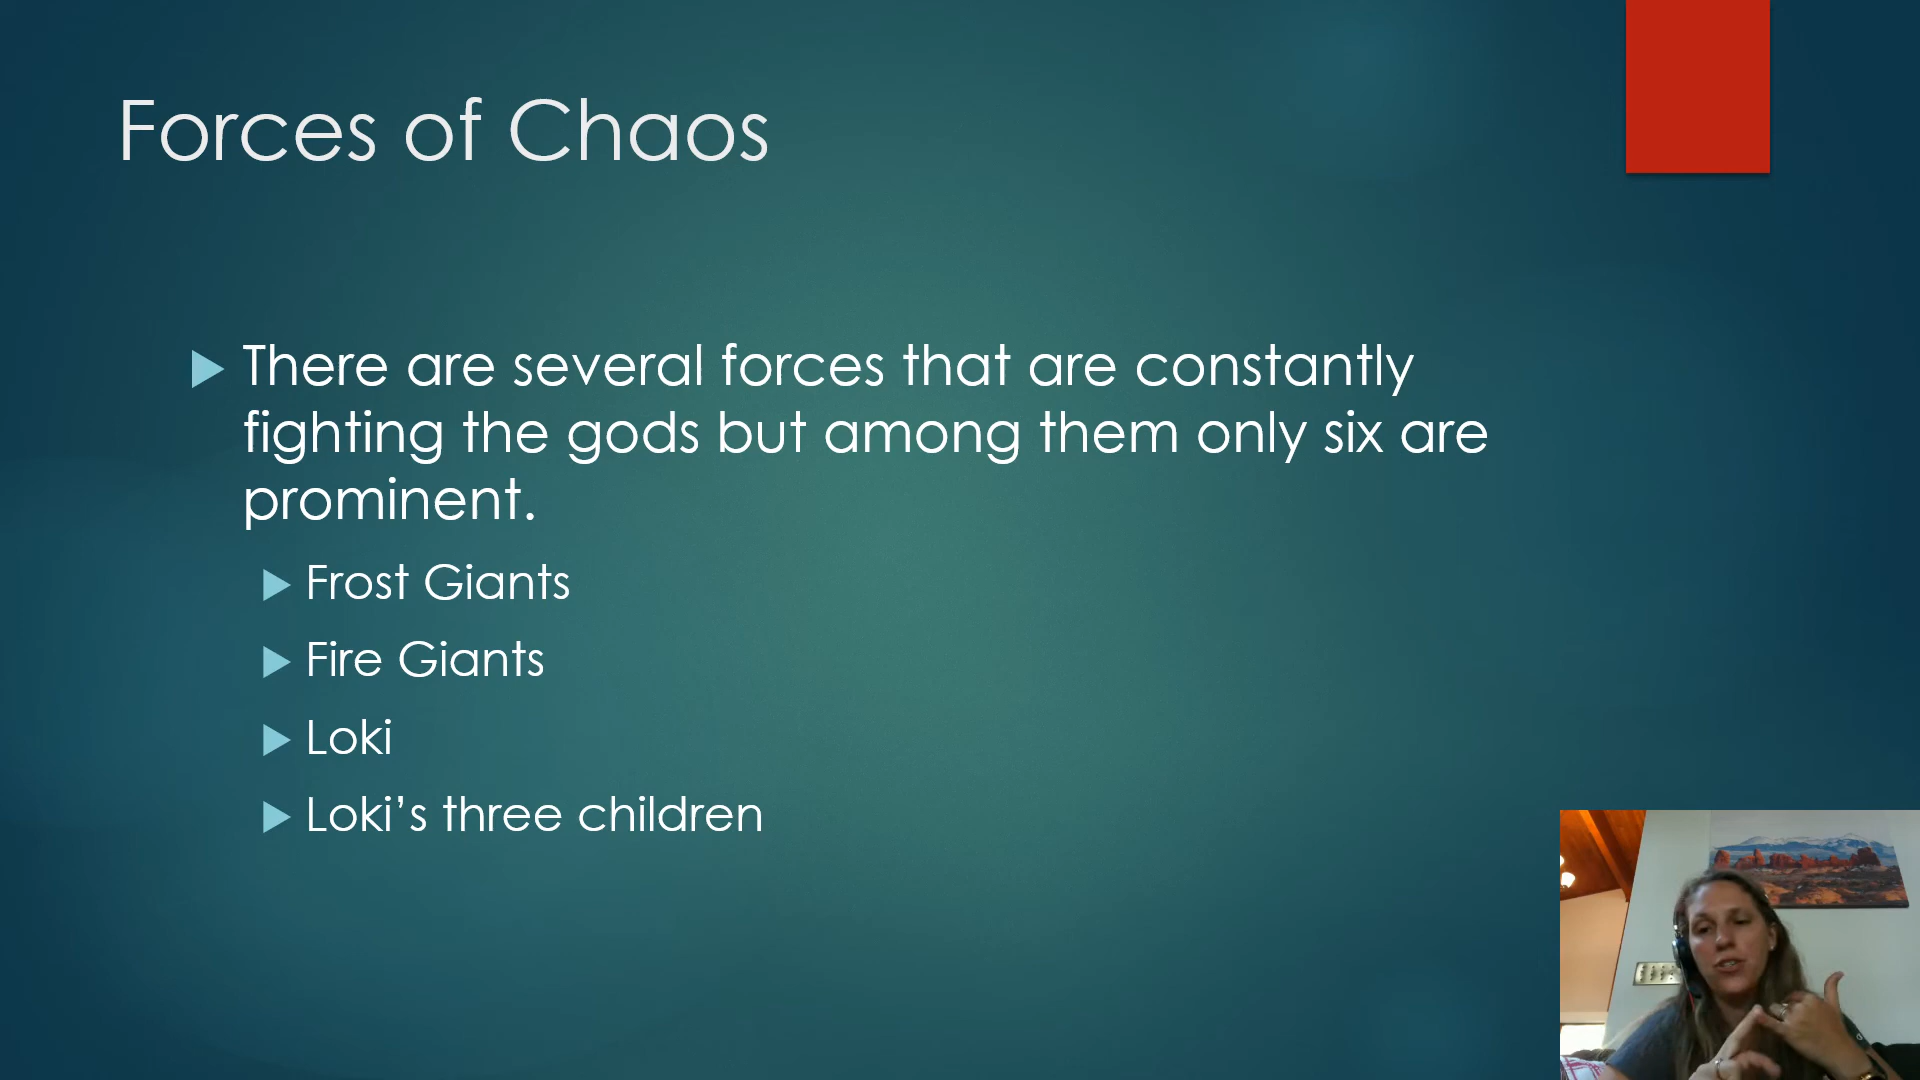 Forces of Chaos
There are several forces that are constantly
fighting the gods but among them only six are
prominent.
Frost Giants
Fire Giants
Loki
Loki’s three children